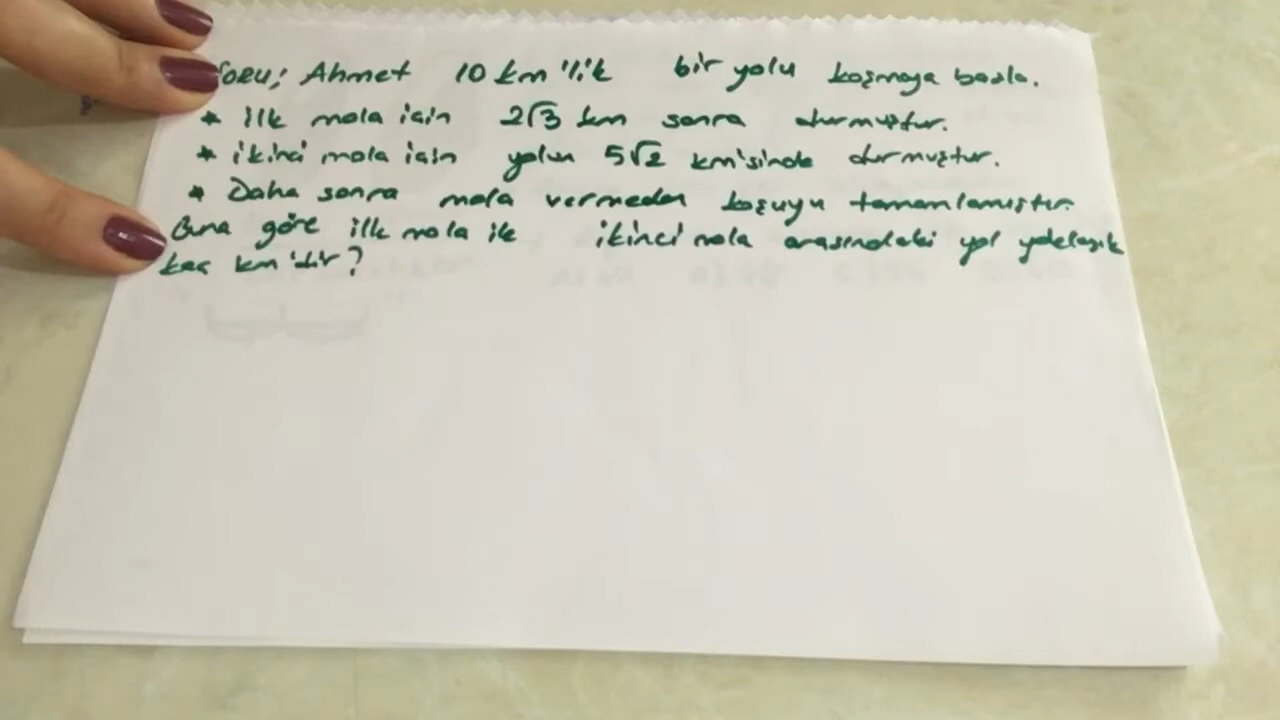 Soru; Ahmet 10 km'lik bir yolu koşmaya başla.
* ilk mola için 2√3 km sonra durmuştur.
* ikinci mola için yolun 5√2 km'sinde durmuştur.
* Daha sonra mola vermeden koşuyu tamamlamıştır.
Buna göre ilk mola ile ikinci mola arasındaki yol yaklaşık
kaç km'dir?